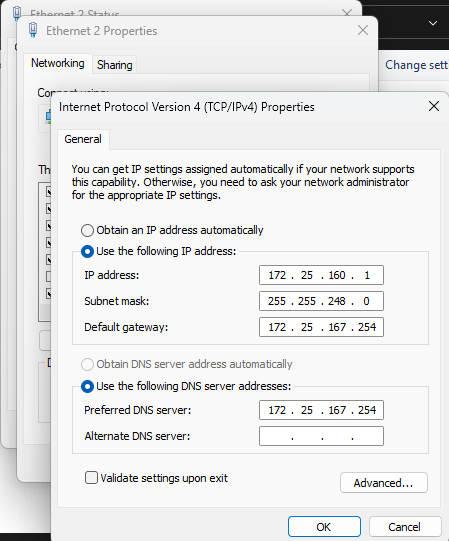 Ethernet 2 Status
Ethernet 2 Properties
Networking
Sharing
Change sett
Connect using:
Internet Protocol Version 4 (TCP/IPv4) Properties
General
You can get IP settings assigned automatically if your network supports
this capability. Otherwise, you need to ask your network administrator
for the appropriate IP settings.
Obtain an IP address automatically
Use the following IP address:
IP address: 172 . 25 . 160 . 1
Subnet mask: 255 . 255 . 248 . 0
Default gateway: 172 . 25 . 167 . 254
Obtain DNS server address automatically
Use the following DNS server addresses:
Preferred DNS server: 172 . 25 . 167 . 254
Alternate DNS server: . . .
Validate settings upon exit
Advanced...
OK
Cancel